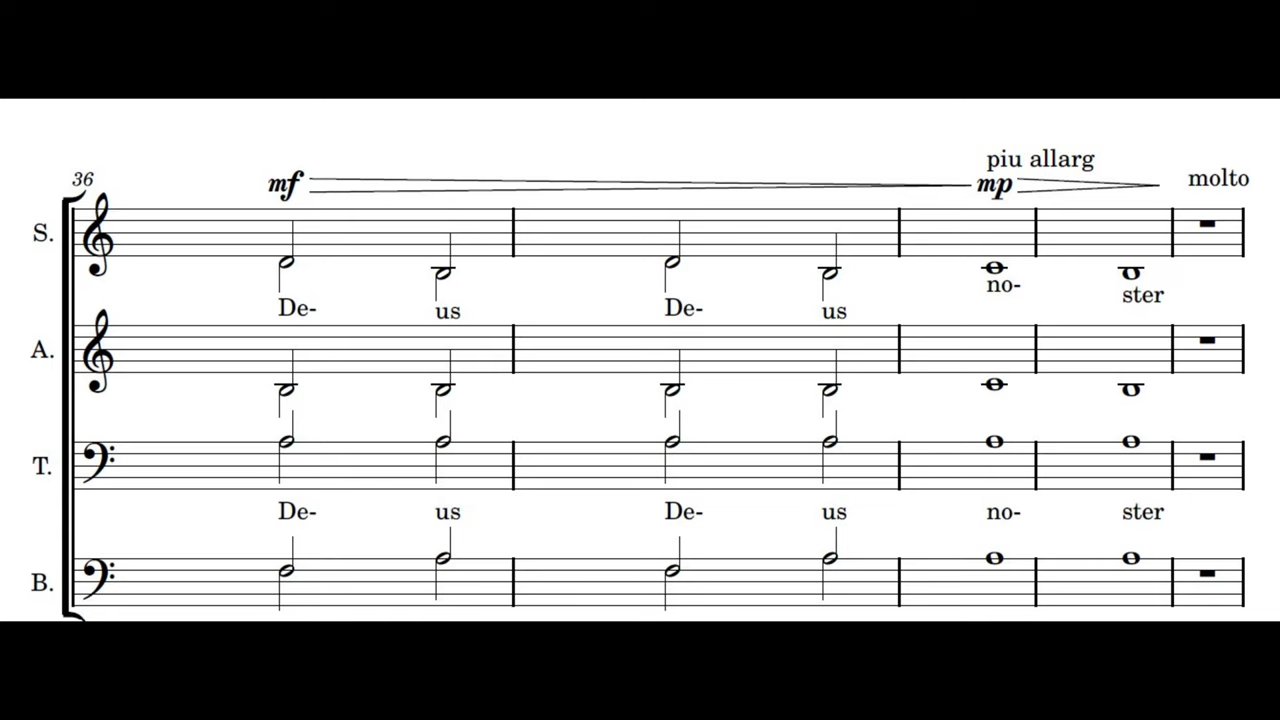 piu allarg
36 mf mp molto
S.
De- us De- us no- ster
A.
T.
De- us De- us no- ster
B.